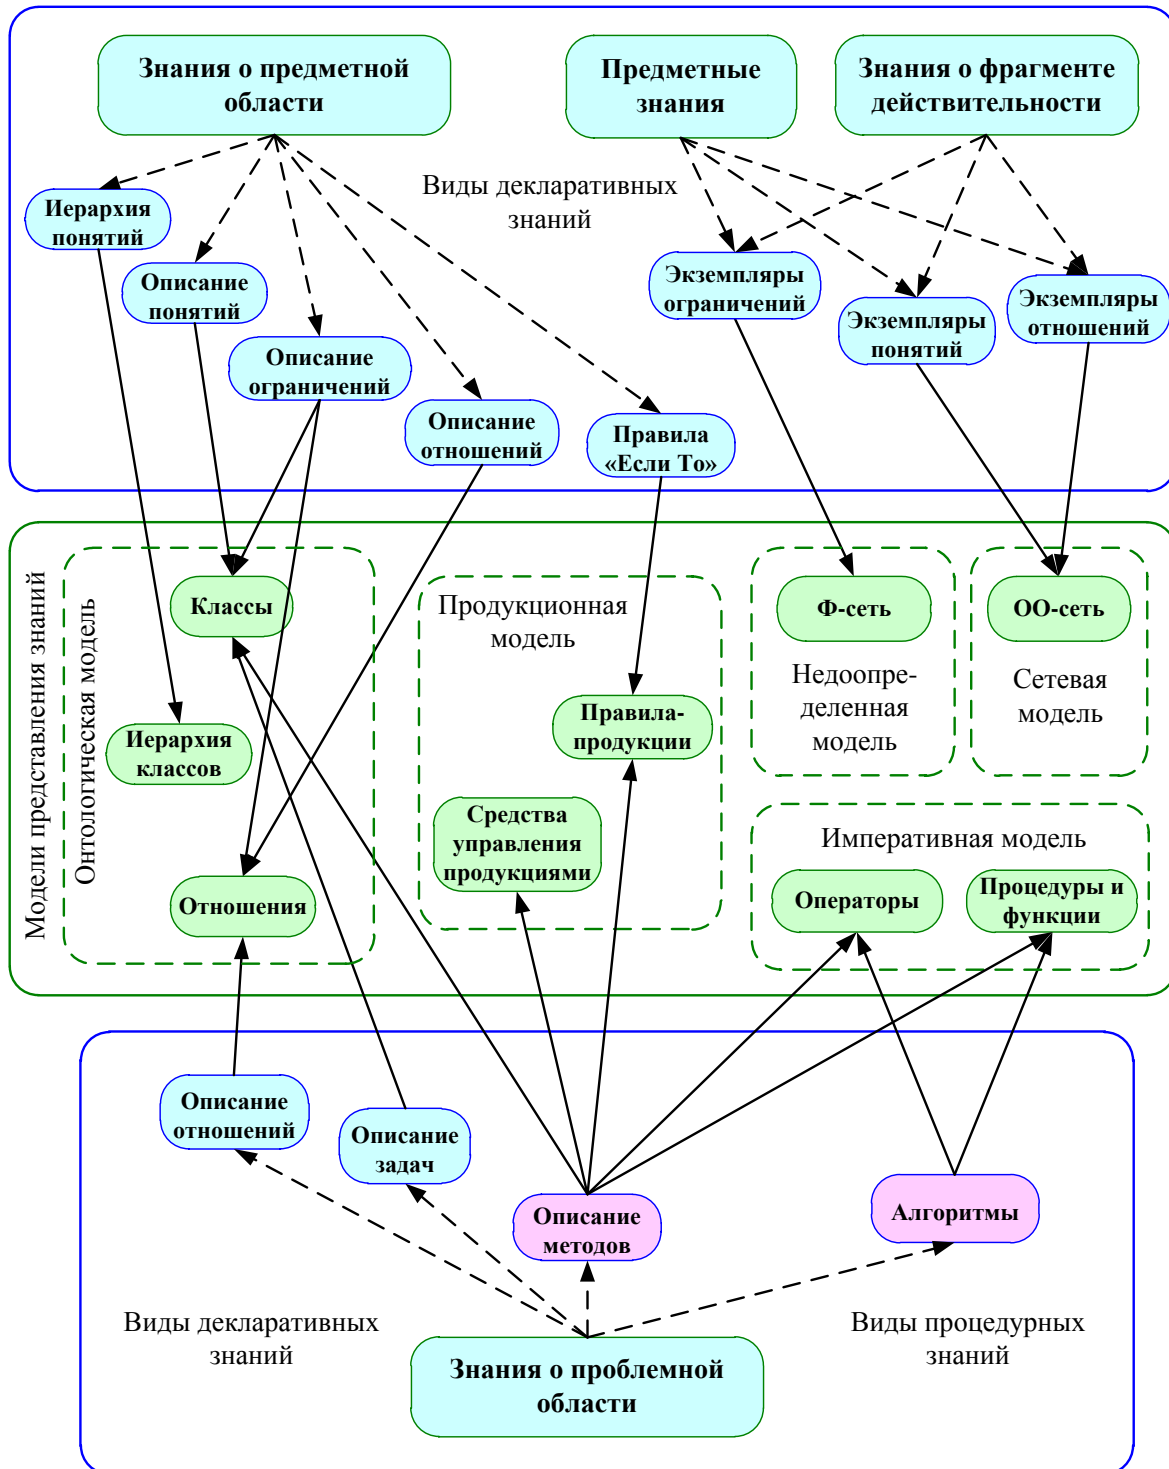 Знания о предметной
области
Предметные
знания
Знания о фрагменте
действительности
Виды декларативных
знаний
Иерархия
понятий
Описание
понятий
Описание
ограничений
Описание
отношений
Правила
«Если То»
Экземпляры
ограничений
Экземпляры
понятий
Экземпляры
отношений
Модели представления знаний
Онтологическая модель
Классы
Иерархия
классов
Отношения
Продукционная
модель
Правила-
продукции
Средства
управления
продукциями
Ф-сеть
Недоопре-
деленная
модель
ОО-сеть
Сетевая
модель
Императивная модель
Операторы
Процедуры и
функции
Описание
отношений
Описание
задач
Описание
методов
Алгоритмы
Виды декларативных
знаний
Виды процедурных
знаний
Знания о проблемной
области